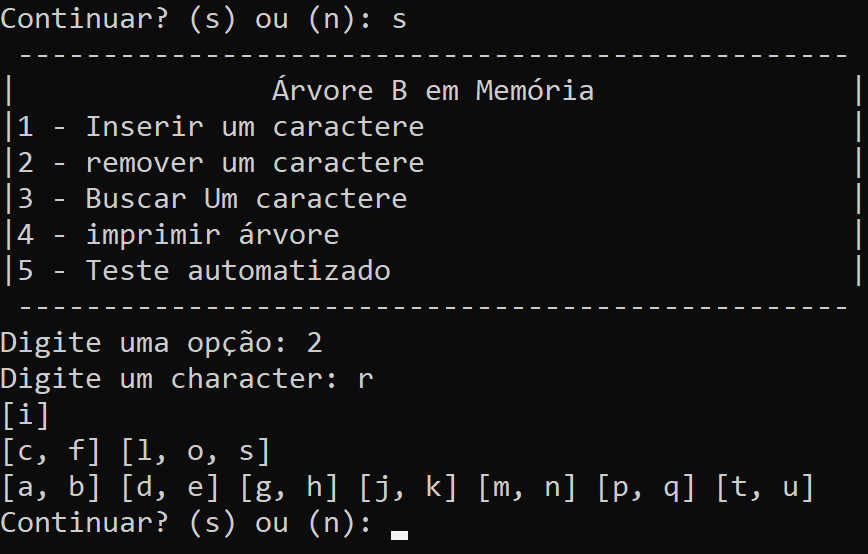 Continuar? (s) ou (n): s
 -------------------------------------------------
|               Árvore B em Memória               |
|1 - Inserir um caractere                         |
|2 - remover um caractere                         |
|3 - Buscar Um caractere                          |
|4 - imprimir árvore                              |
|5 - Teste automatizado                           |
 -------------------------------------------------
Digite uma opção: 2
Digite um character: r
[i]
[c, f] [l, o, s]
[a, b] [d, e] [g, h] [j, k] [m, n] [p, q] [t, u]
Continuar? (s) ou (n):